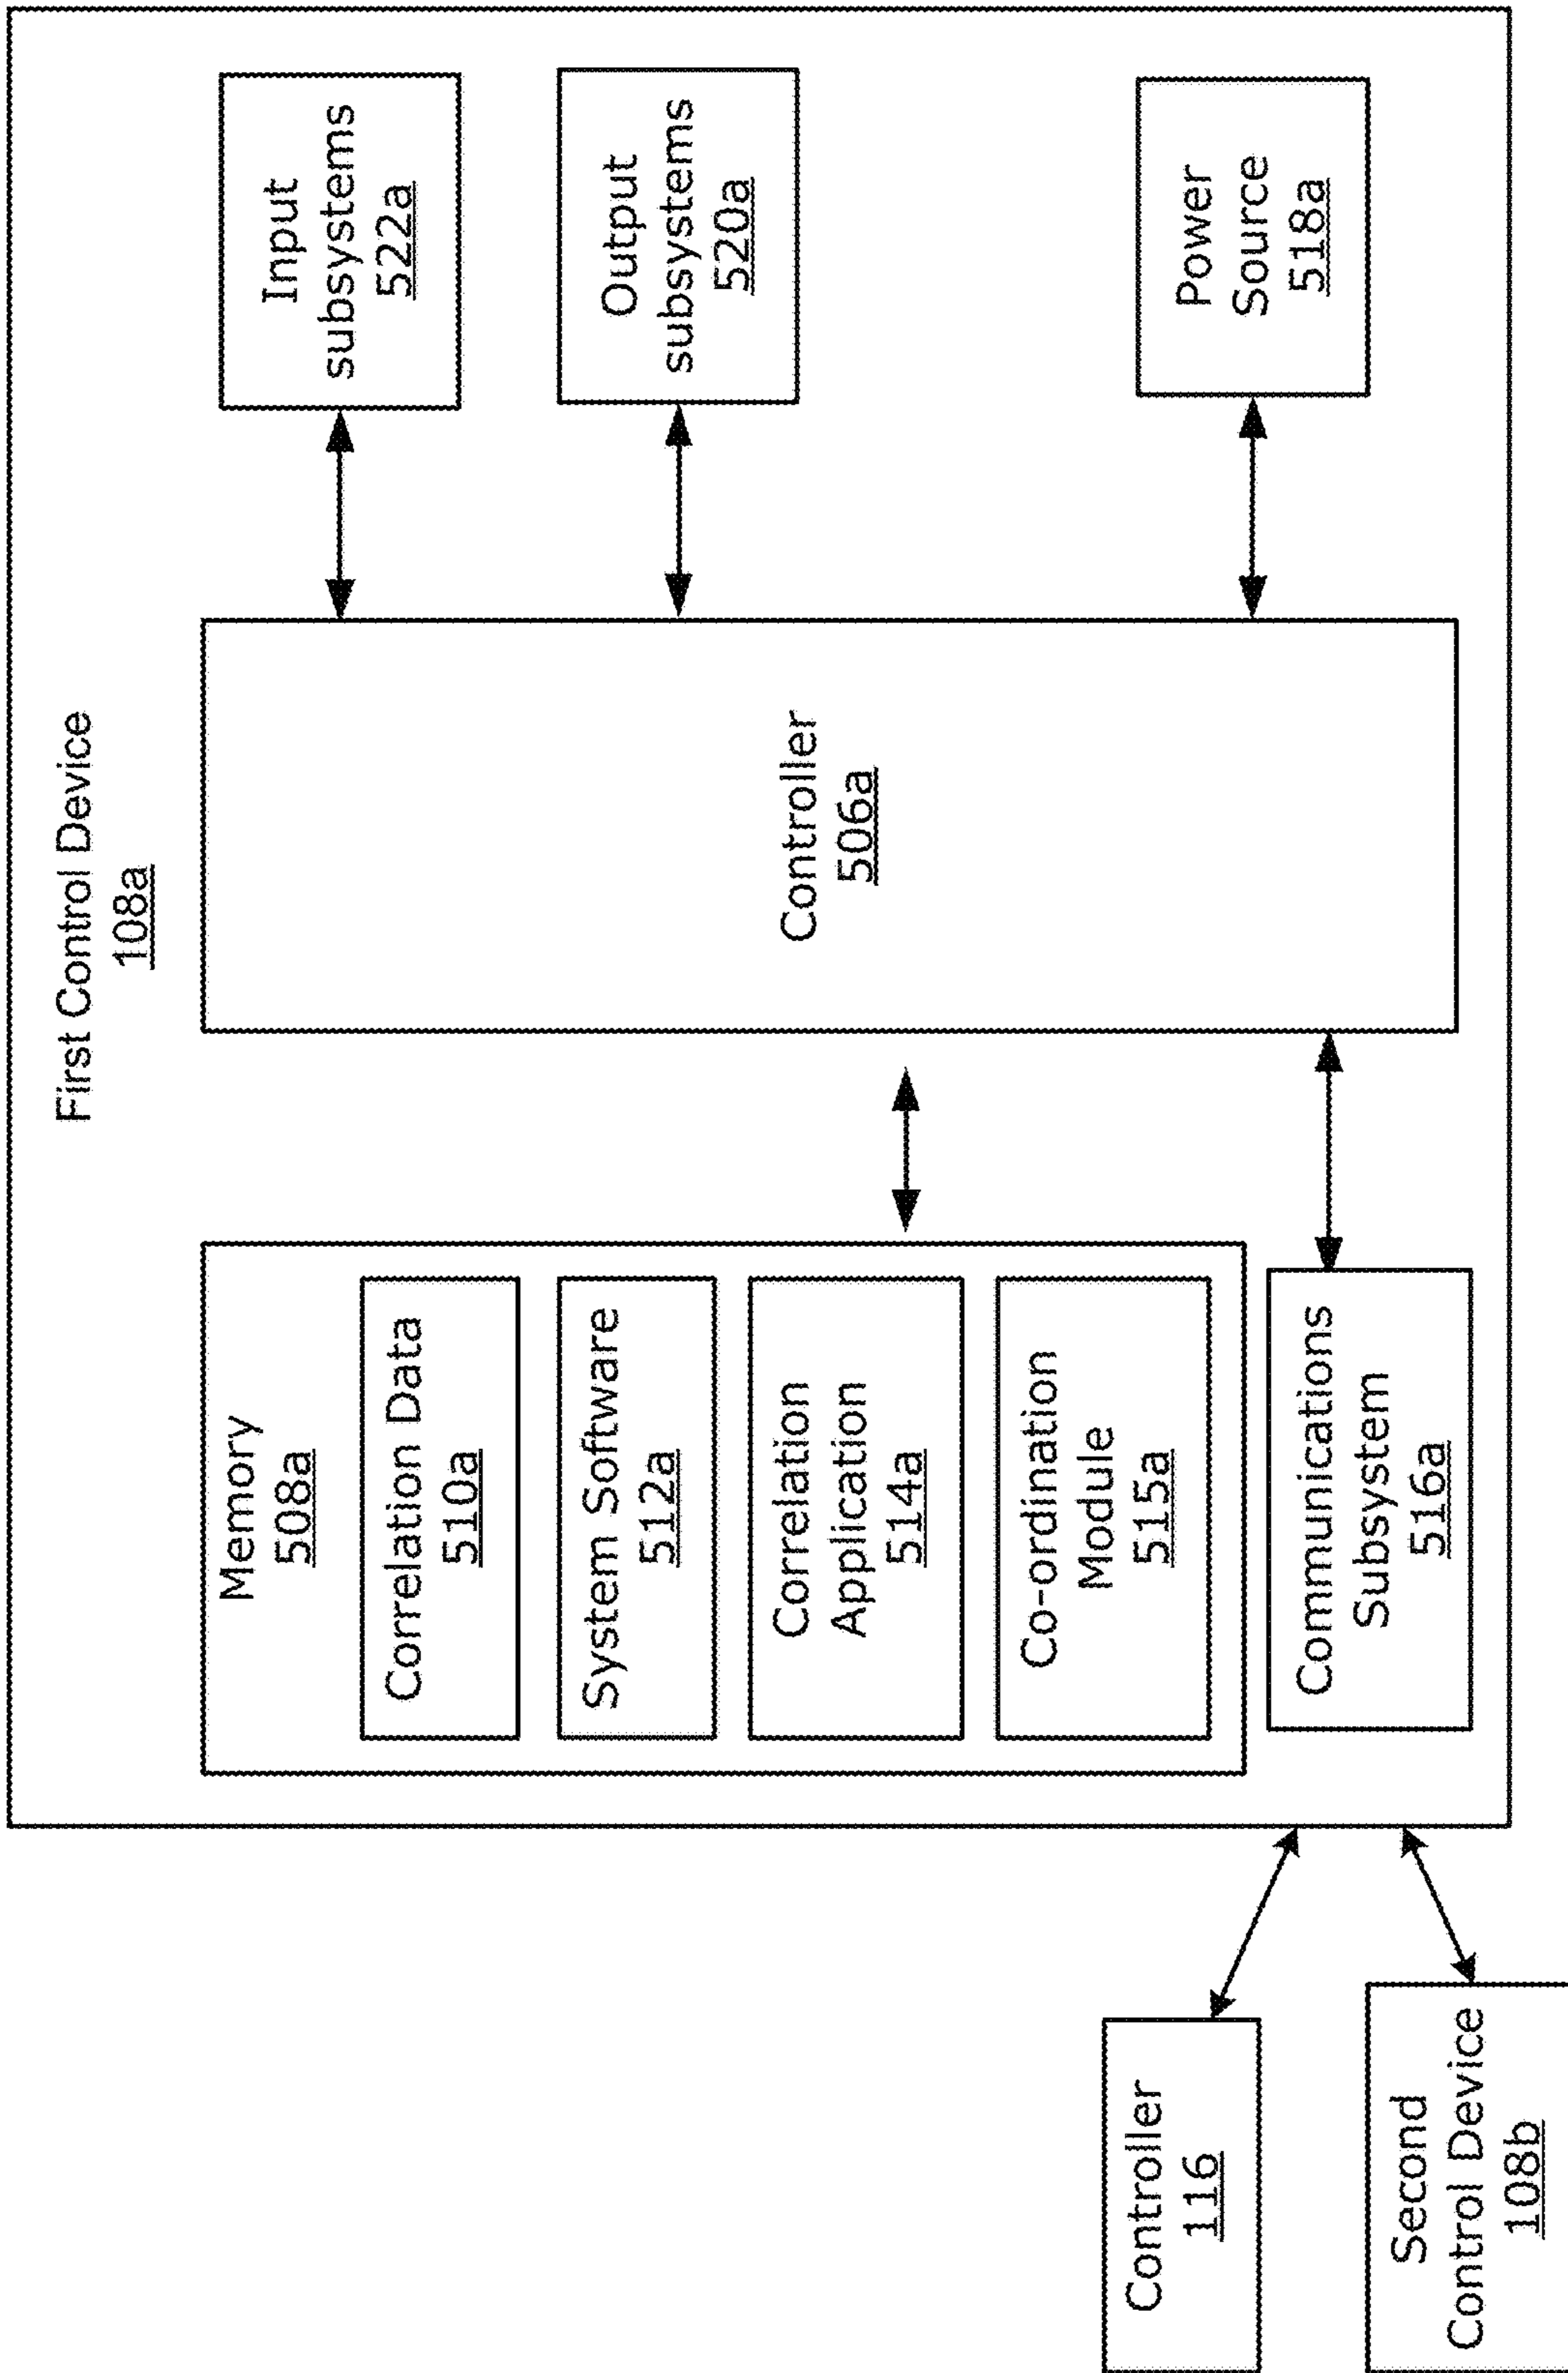 First Control Device
108a
Memory
508a
Correlation Data
510a
System Software
512a
Correlation
Application
514a
Co-ordination
Module
515a
Communications
Subsystem
516a
Controller
506a
Input
subsystems
522a
Output
subsystems
520a
Power
Source
518a
Controller
116
Second
Control Device
108b